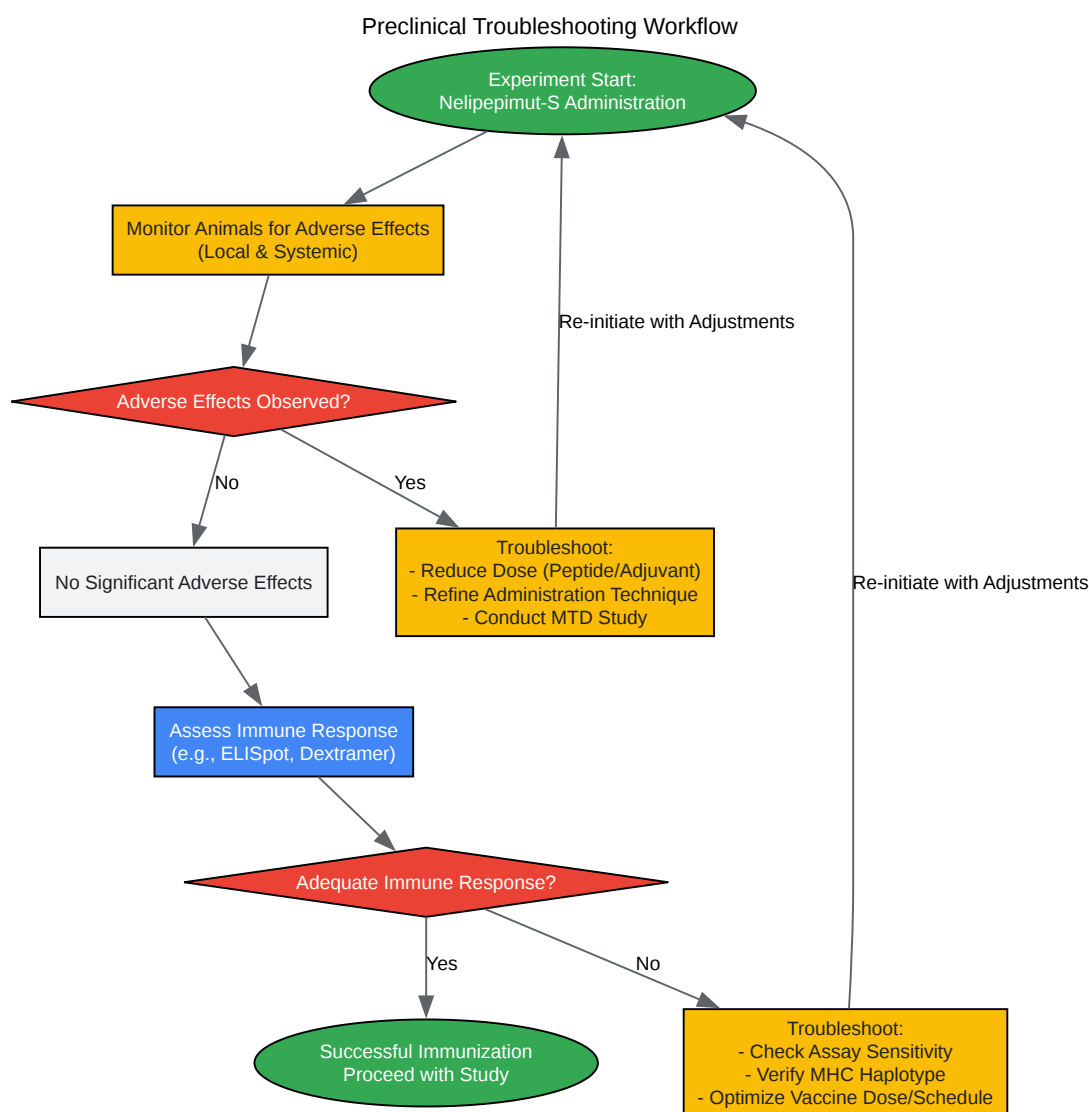 Preclinical Troubleshooting Workflow
Experiment Start:
Nelipepimut-S Administration
Monitor Animals for Adverse Effects
(Local & Systemic)
Re-initiate with Adjustments
Adverse Effects Observed?
No
Yes
No Significant Adverse Effects
Troubleshoot:
- Reduce Dose (Peptide/Adjuvant)
- Refine Administration Technique
- Conduct MTD Study
Re-initiate with Adjustments
Assess Immune Response
(e.g., ELISpot, Dextramer)
Adequate Immune Response?
Yes
No
Successful Immunization
Proceed with Study
Troubleshoot:
- Check Assay Sensitivity
- Verify MHC Haplotype
- Optimize Vaccine Dose/Schedule